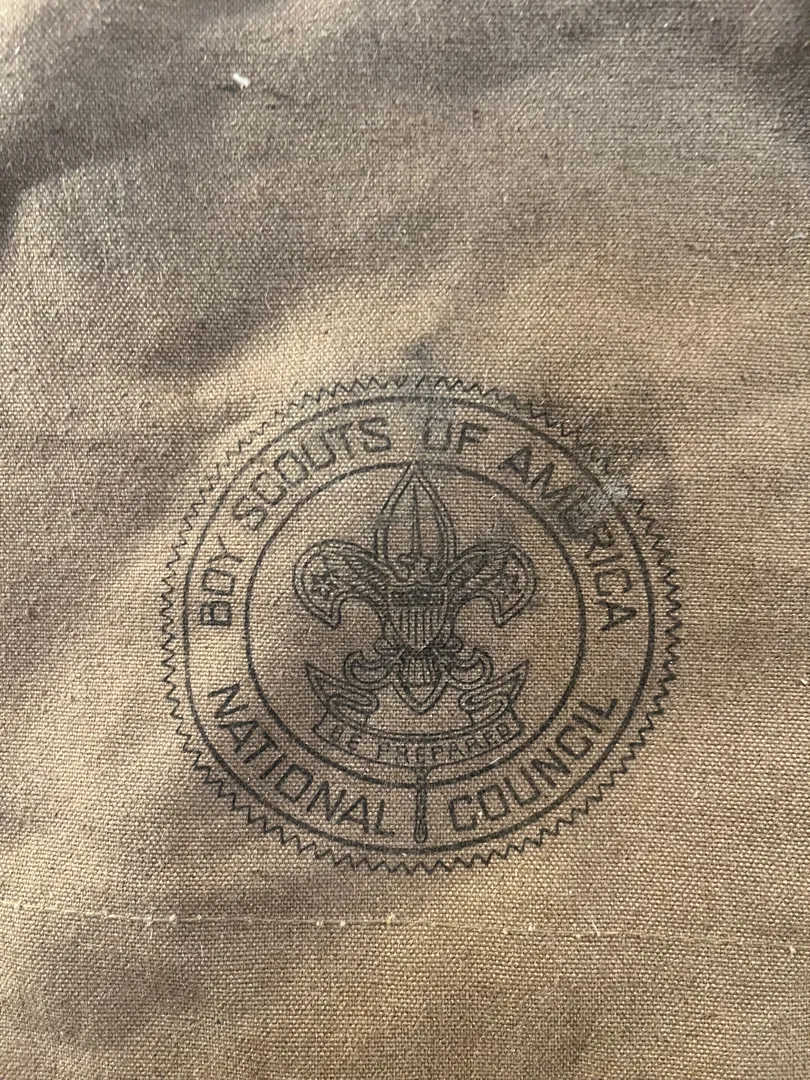 BOY SCOUTS OF AMERICA
BE PREPARED
NATIONAL COUNCIL